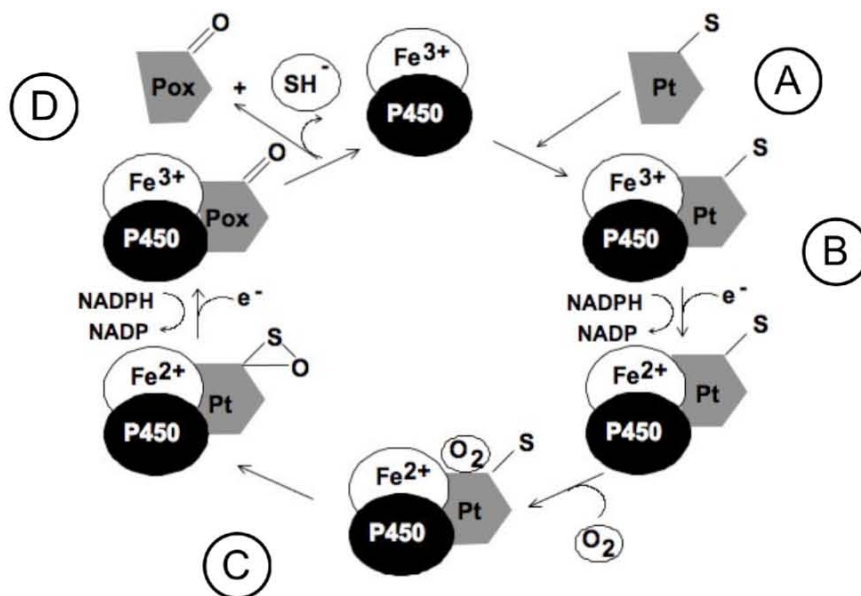 O
S
Fe3+
SH-
A
D
Pox
+
Pt
P450
O
S
Fe3+
Fe3+
Pox
Pt
P450
P450
B
NADPH
e-
NADPH
e-
NADP
NADP
S
S
O
Fe2+
Fe2+
Pt
Pt
P450
P450
S
O2
Fe2+
Pt
P450
O2
C